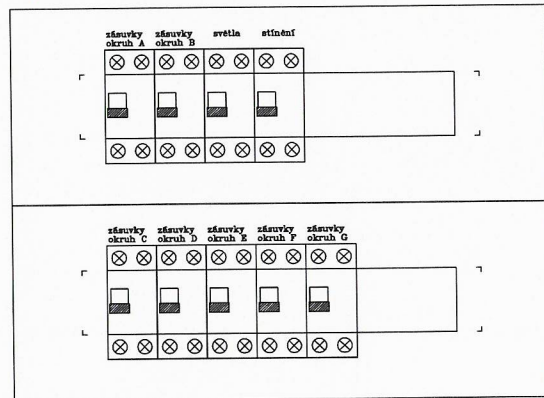 zásuvky okruh A
zásuvky okruh B
světla
stínění
zásuvky okruh C
zásuvky okruh D
zásuvky okruh E
zásuvky okruh F
zásuvky okruh G